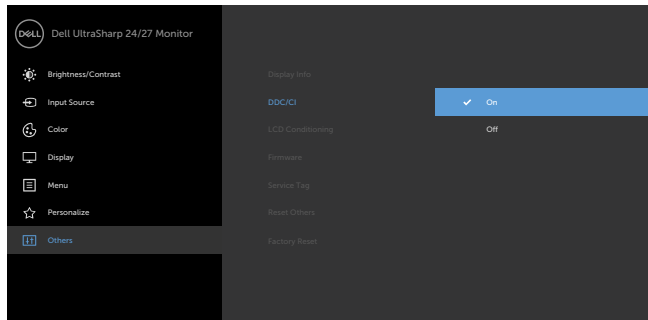 DELL Dell UltraSharp 24/27 Monitor
Brightness/Contrast
Display Info
Input Source
DDC/CI
On
Color
LCD Conditioning
Off
Display
Firmware
Menu
Service Tag
Personalize
Reset Others
Others
Factory Reset